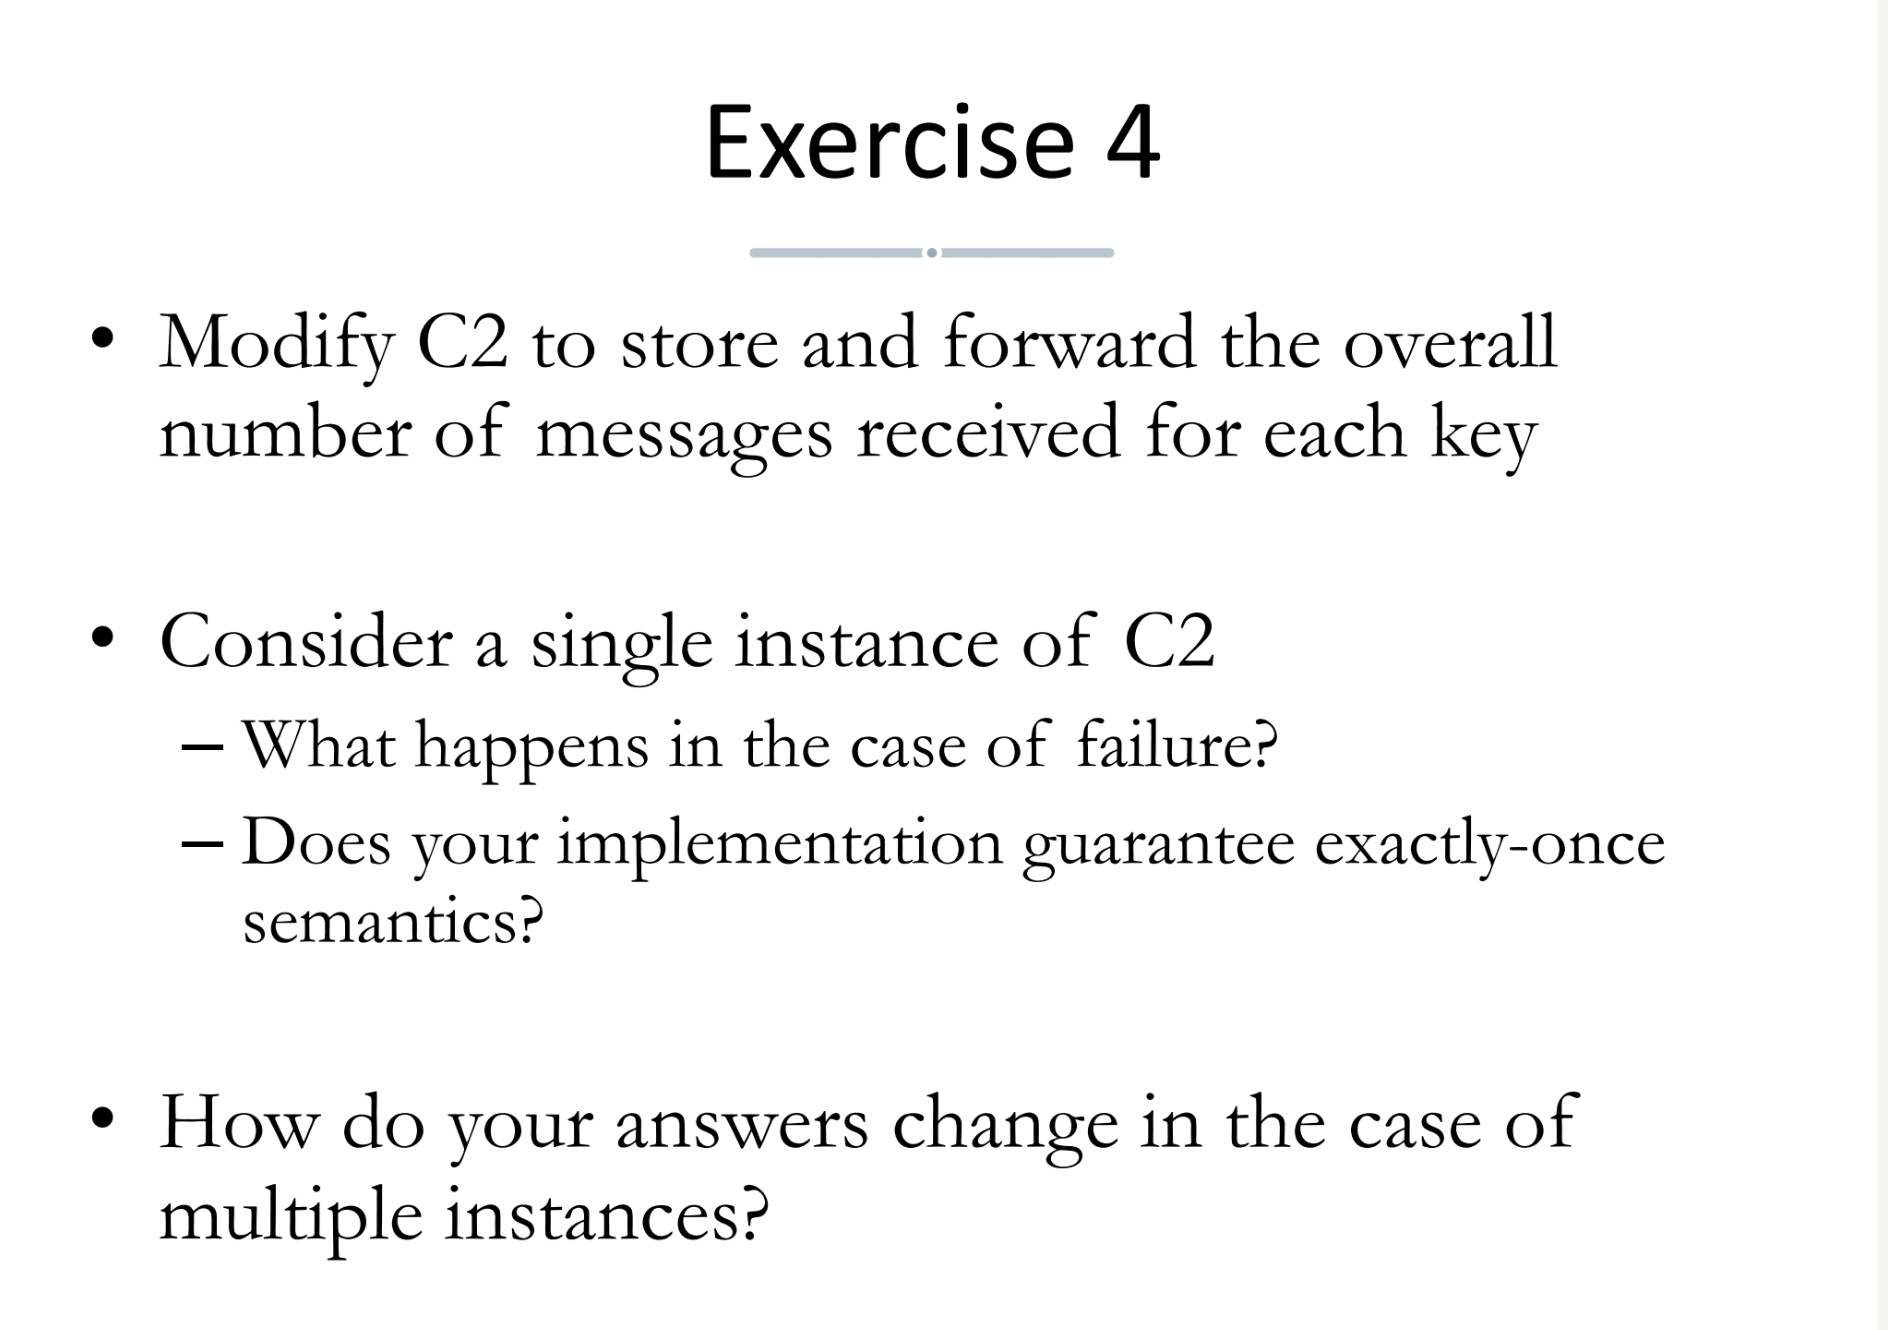 Exercise 4
• Modify C2 to store and forward the overall
number of messages received for each key
• Consider a single instance of C2
– What happens in the case of failure?
– Does your implementation guarantee exactly-once
semantics?
• How do your answers change in the case of
multiple instances?